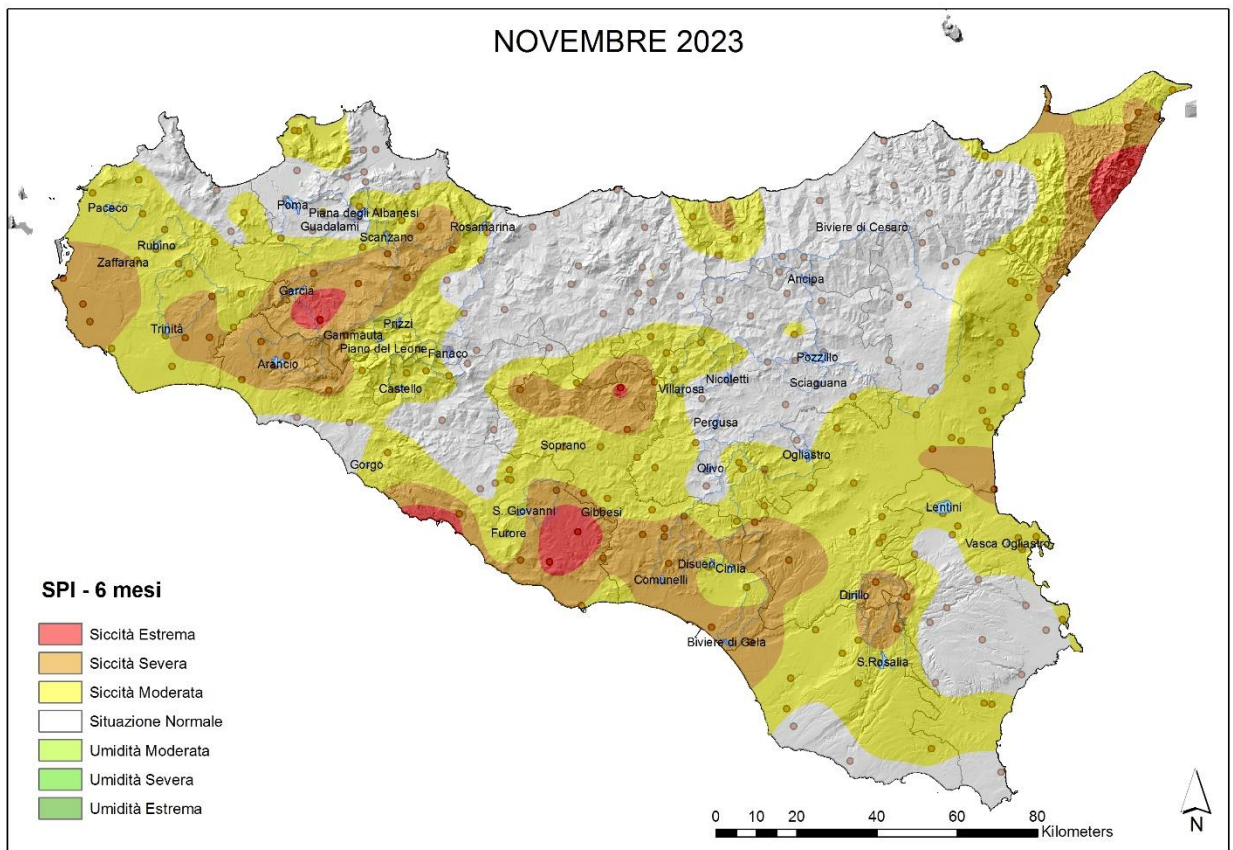 NOVEMBRE 2023
Paceco
Poma
Piana degli Albanesi
Guadalami
Scanzano
Rosamarina
Rubino
Zaffarana
Biviere di Cesarò
Ancipa
Garcia
Trinità
Gammauta
Prizzi
Piano del Leone
Fanaco
Arancio
Castello
Pozzillo
Nicoletti
Sciaguana
Villarosa
Pergusa
Soprano
Ogliastro
Gorgo
Olivo
S. Giovanni
Gibbesi
Furore
Lentini
Vasca Ogliastro
Disueri
Cimia
Comunelli
Dirillo
Biviere di Gela
S.Rosalia
SPI - 6 mesi
Siccità Estrema
Siccità Severa
Siccità Moderata
Situazione Normale
Umidità Moderata
Umidità Severa
Umidità Estrema
0 10 20 40 60 80
Kilometers
N